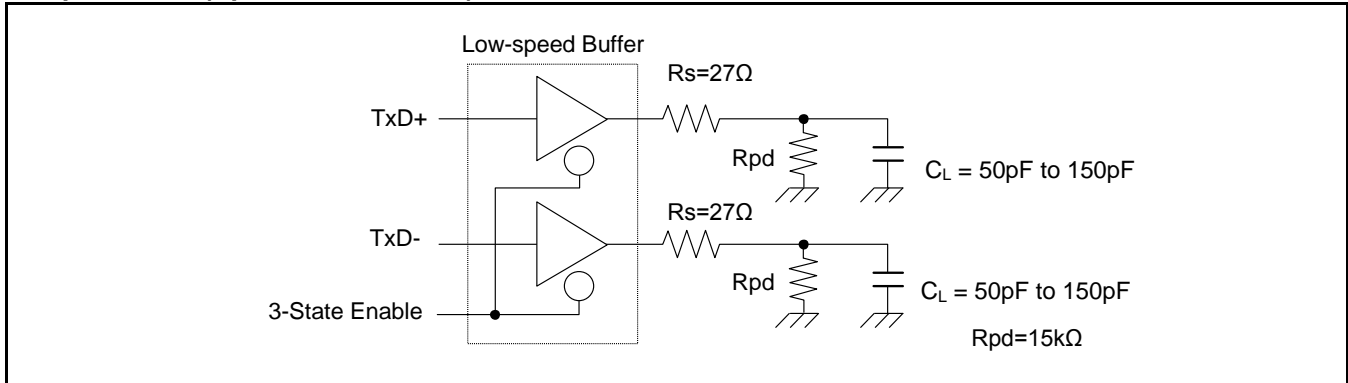 Low-speed Buffer
Rs=27Ω
TxD+
Rpd
CL = 50pF to 150pF
Rs=27Ω
TxD-
Rpd
CL = 50pF to 150pF
3-State Enable
Rpd=15kΩ